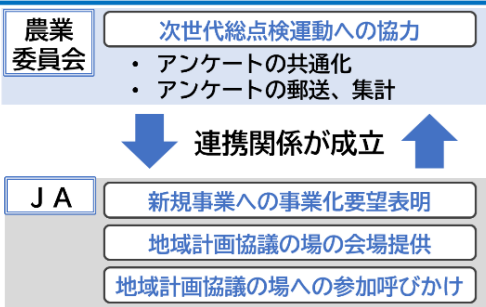 農業
委員会
次世代総点検運動への協力
・ アンケートの共通化
・ アンケートの郵送、集計
連携関係が成立
ＪＡ
新規事業への事業化要望表明
地域計画協議の場の会場提供
地域計画協議の場への参加呼びかけ